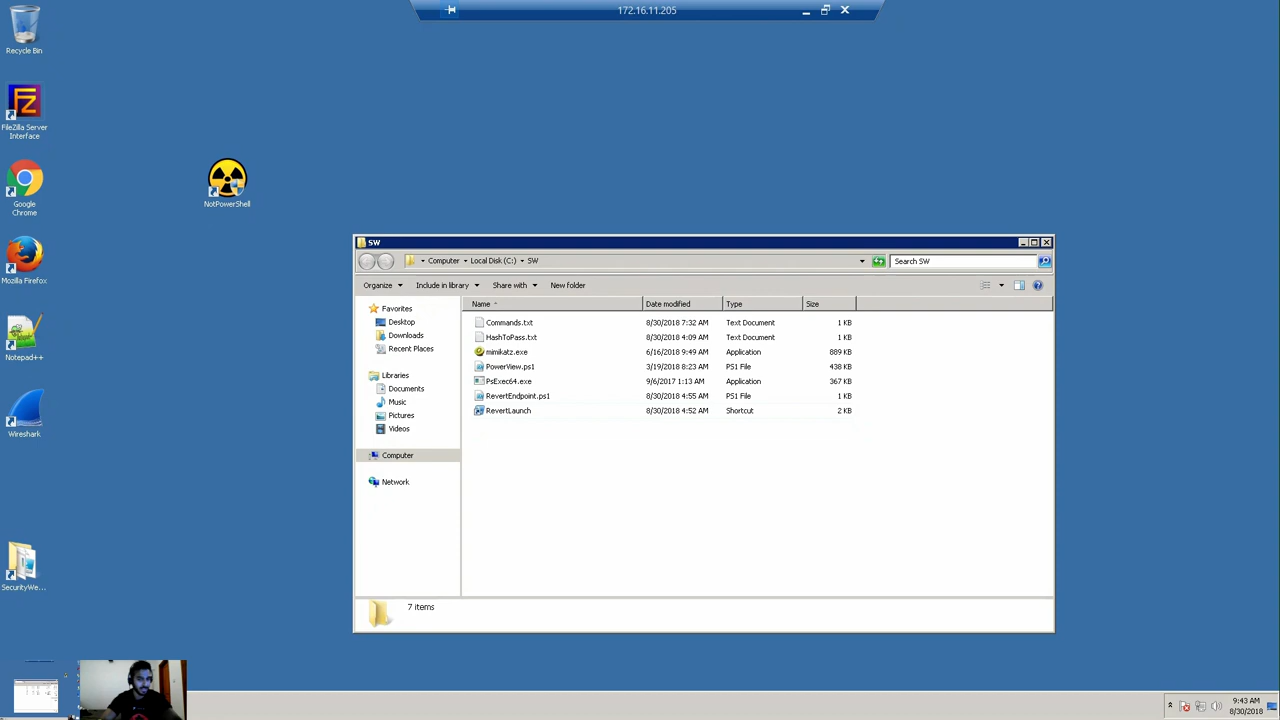 172.16.11.205
Recycle Bin
FileZilla Server
Interface
Google
Chrome
Mozilla Firefox
Notepad++
Wireshark
SecurityWe...
NotPowerShell
SW
Computer Local Disk (C:) SW
Search SW
Organize Include in library Share with New folder
Favorites
Desktop
Downloads
Recent Places
Libraries
Documents
Music
Pictures
Videos
Computer
Network
Name Date modified Type Size
Commands.txt 8/30/2018 7:32 AM Text Document 1 KB
HashToPass.txt 8/30/2018 4:09 AM Text Document 1 KB
mimikatz.exe 6/16/2018 9:49 AM Application 889 KB
PowerView.ps1 3/19/2018 8:23 AM PS1 File 438 KB
PsExec64.exe 9/6/2017 1:13 AM Application 367 KB
RevertEndpoint.ps1 8/30/2018 4:55 AM PS1 File 1 KB
RevertLaunch 8/30/2018 4:52 AM Shortcut 2 KB
7 items
9:43 AM
8/30/2018